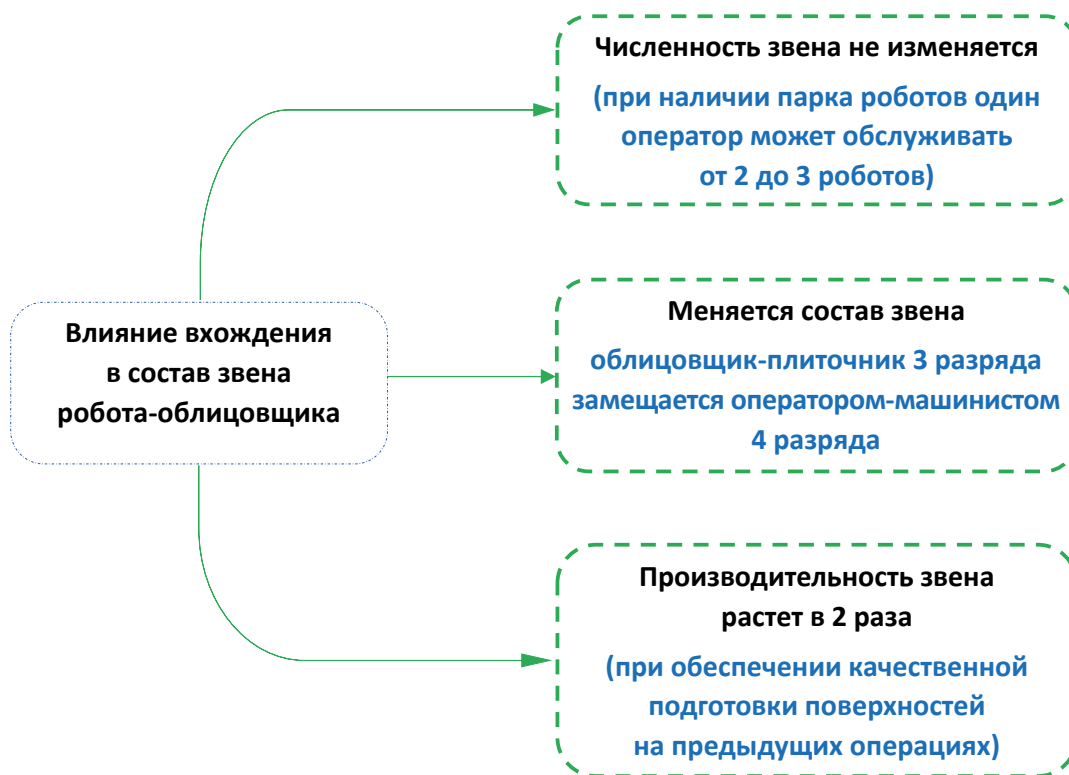 Численность звена не изменяется
(при наличии парка роботов один
оператор может обслуживать
от 2 до 3 роботов)
Влияние вхождения
в состав звена
робота-облицовщика
Меняется состав звена
облицовщик-плиточник 3 разряда
замещается оператором-машинистом
4 разряда
Производительность звена
растет в 2 раза
(при обеспечении качественной
подготовки поверхностей
на предыдущих операциях)